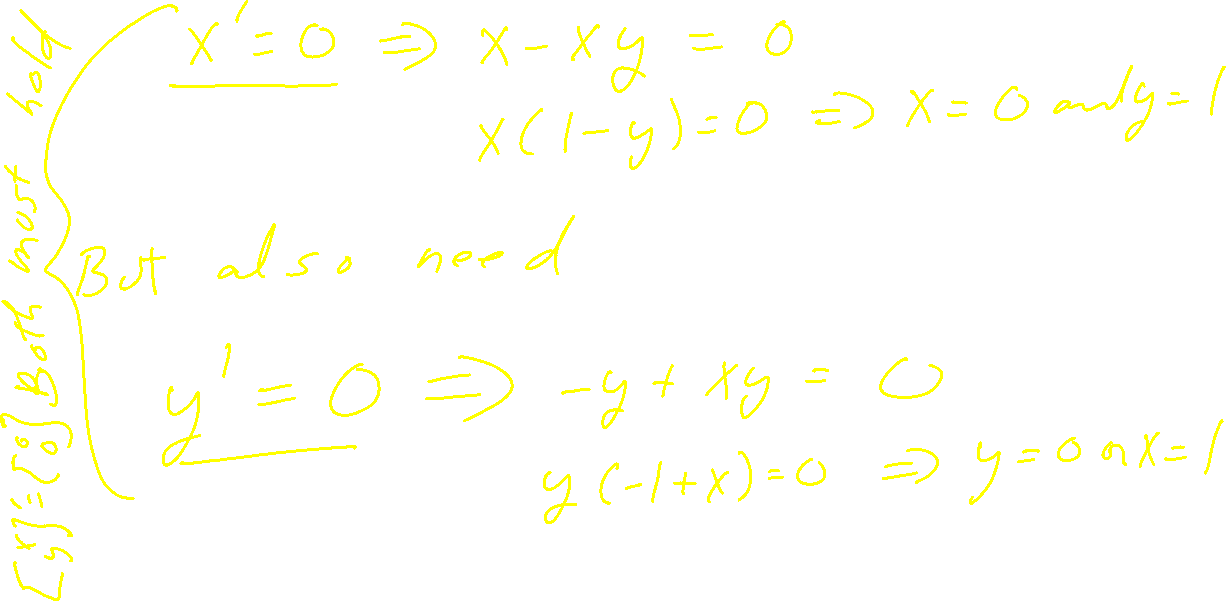 x' = 0 ⇒ x - xy = 0
x(1-y) = 0 ⇒ x = 0 and y = 1
But also need
y' = 0 ⇒ -y + xy = 0
y(-1+x) = 0 ⇒ y = 0 or x = 1
[x y]' = [0 0] Both most hold